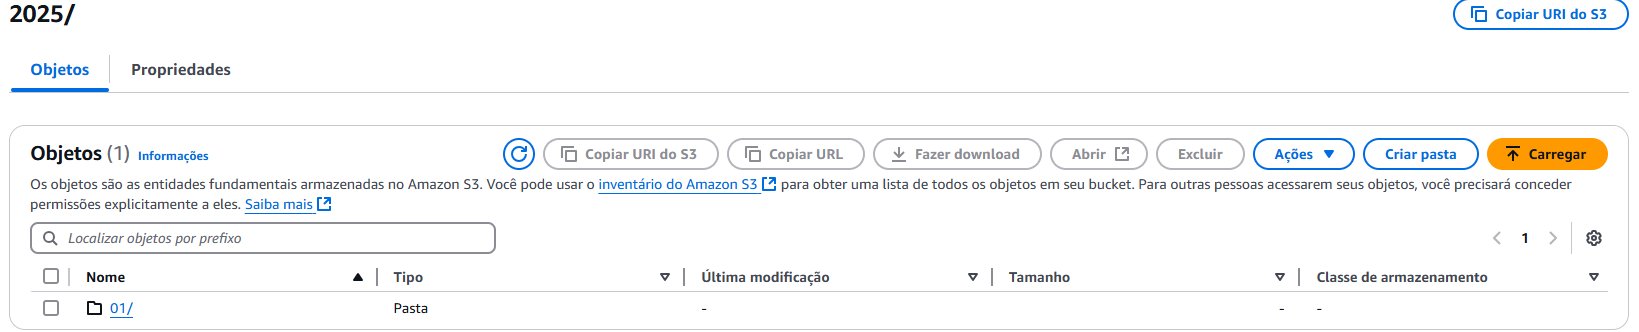 2025/
Copiar URI do S3
Objetos
Propriedades
Objetos (1) Informações
Copiar URI do S3
Copiar URL
Fazer download
Abrir
Excluir
Ações
Criar pasta
Carregar
Os objetos são as entidades fundamentais armazenadas no Amazon S3. Você pode usar o inventário do Amazon S3 para obter uma lista de todos os objetos em seu bucket. Para outras pessoas acessarem seus objetos, você precisará conceder
permissões explicitamente a eles. Saiba mais
Localizar objetos por prefixo
1
Nome
Tipo
Última modificação
Tamanho
Classe de armazenamento
01/
Pasta
-
-
-